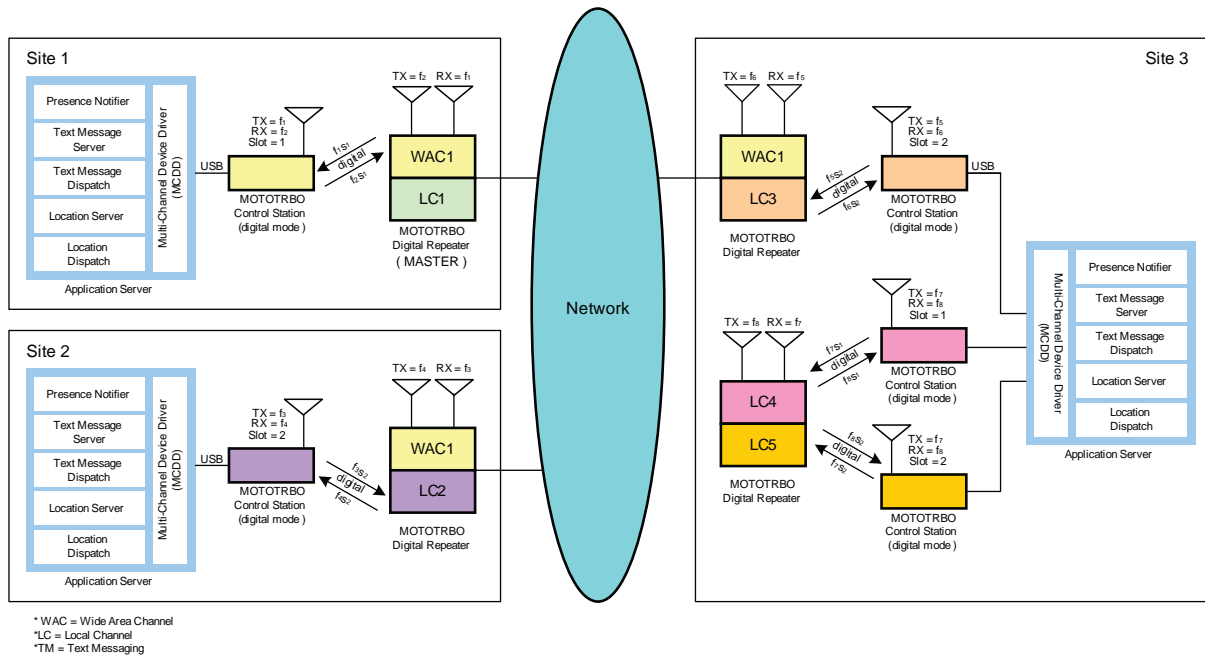 Site 1
Presence Notifier
Text Message
Server
Text Message
Dispatch
Location Server
Location
Dispatch
Multi-Channel Device Driver
(MCDD)
Application Server
USB
TX = f₁
RX = f₂
Slot = 1
MOTOTRBO
Control Station
(digital mode)
f₁s₁
digital
f₂s₁
TX = f₂
RX = f₁
WAC1
LC1
MOTOTRBO
Digital Repeater
( MASTER )
Site 2
Presence Notifier
Text Message
Server
Text Message
Dispatch
Location Server
Location
Dispatch
Multi-Channel Device Driver
(MCDD)
Application Server
USB
TX = f₃
RX = f₄
Slot = 2
MOTOTRBO
Control Station
(digital mode)
f₃s₂
digital
f₄s₂
TX = f₄
RX = f₃
WAC1
LC2
MOTOTRBO
Digital Repeater
Network
Site 3
TX = f₆
RX = f₅
WAC1
LC3
MOTOTRBO
Digital Repeater
f₅s₂
digital
f₆s₂
TX = f₅
RX = f₆
Slot = 2
USB
MOTOTRBO
Control Station
(digital mode)
TX = f₈
RX = f₇
LC4
LC5
MOTOTRBO
Digital Repeater
f₇s₁
digital
f₈s₁
TX = f₇
RX = f₈
Slot = 1
MOTOTRBO
Control Station
(digital mode)
f₈s₂
digital
f₇s₂
TX = f₇
RX = f₈
Slot = 2
MOTOTRBO
Control Station
(digital mode)
Multi-Channel Device Driver
(MCDD)
Presence Notifier
Text Message
Server
Text Message
Dispatch
Location Server
Location
Dispatch
Application Server
* WAC = Wide Area Channel
*LC = Local Channel
*TM = Text Messaging